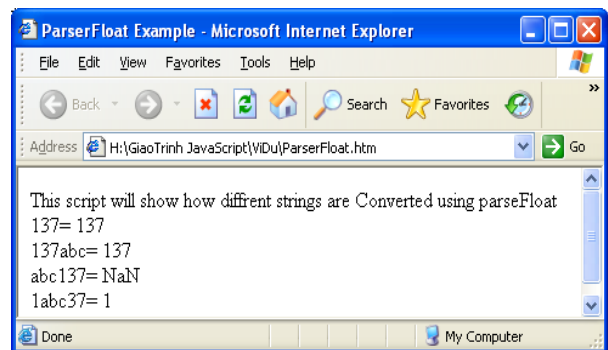 ParserFloat Example - Microsoft Internet Explorer
File Edit View Favorites Tools Help
Back Search Favorites »
Address H:\GiaoTrinh JavaScript\ViDu\ParserFloat.htm Go
This script will show how diffrent strings are Converted using parseFloat
137= 137
137abc= 137
abc137= NaN
1abc37= 1
Done My Computer